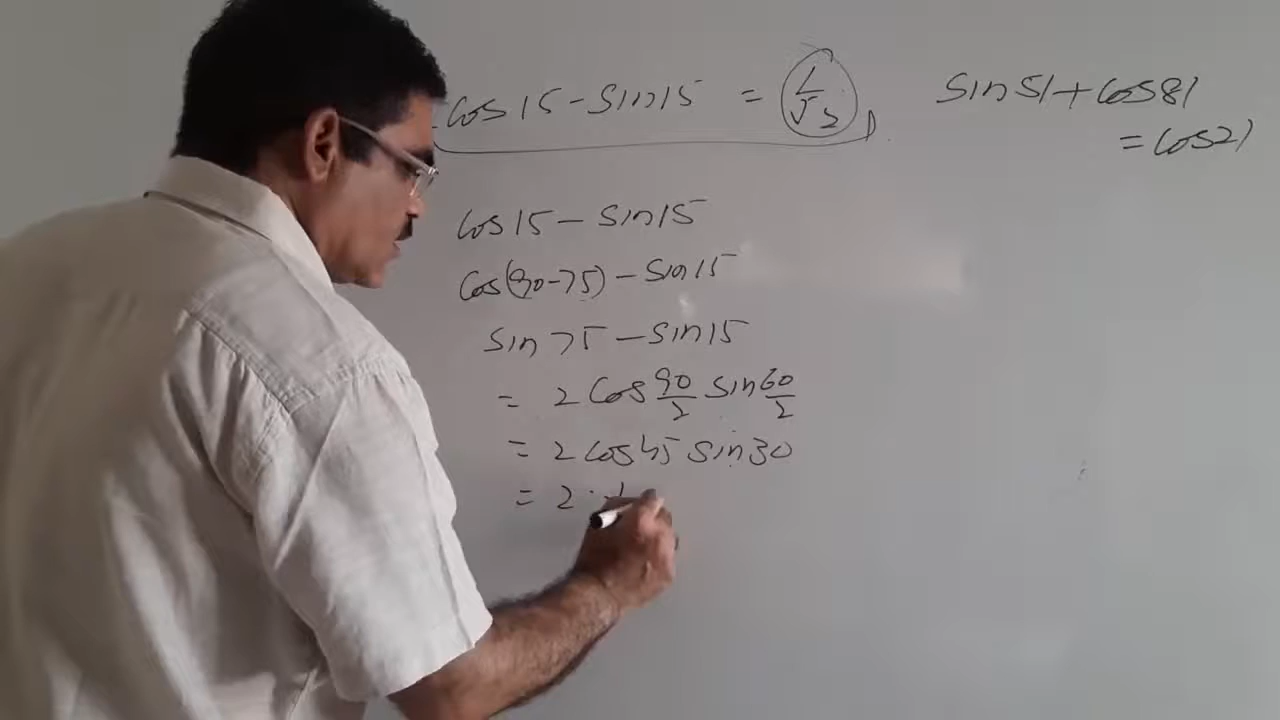 cos 15 - sin 15 = 1/√2
sin 51 + cos 81
= cos 21
cos 15 - sin 15
cos(90-75) - sin 15
sin 75 - sin 15
= 2 cos 90/2 sin 60/2
= 2 cos 45 sin 30
= 2 · 1